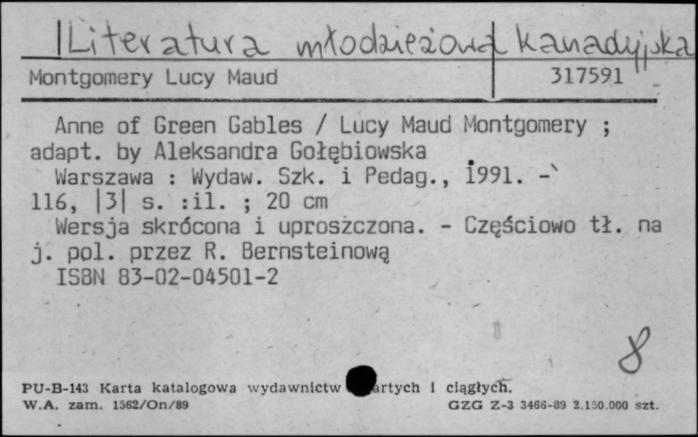 Literatura młodzieżowa kanadyjska
Montgomery Lucy Maud 317591
Anne of Green Gables / Lucy Maud Montgomery ;
adapt. by Aleksandra Gołębiowska
Warszawa : Wydaw. Szk. i Pedag., 1991. -
116, |3| s. :il. ; 20 cm
Wersja skrócona i uproszczona. - Częściowo tł. na
j. pol. przez R. Bernsteinową
ISBN 83-02-04501-2
8
PU-B-143 Karta katalogowa wydawnictw artych i ciągłych.
W.A. zam. 1562/On/89 GZG Z-3 3466-89 2.150.000 szt.